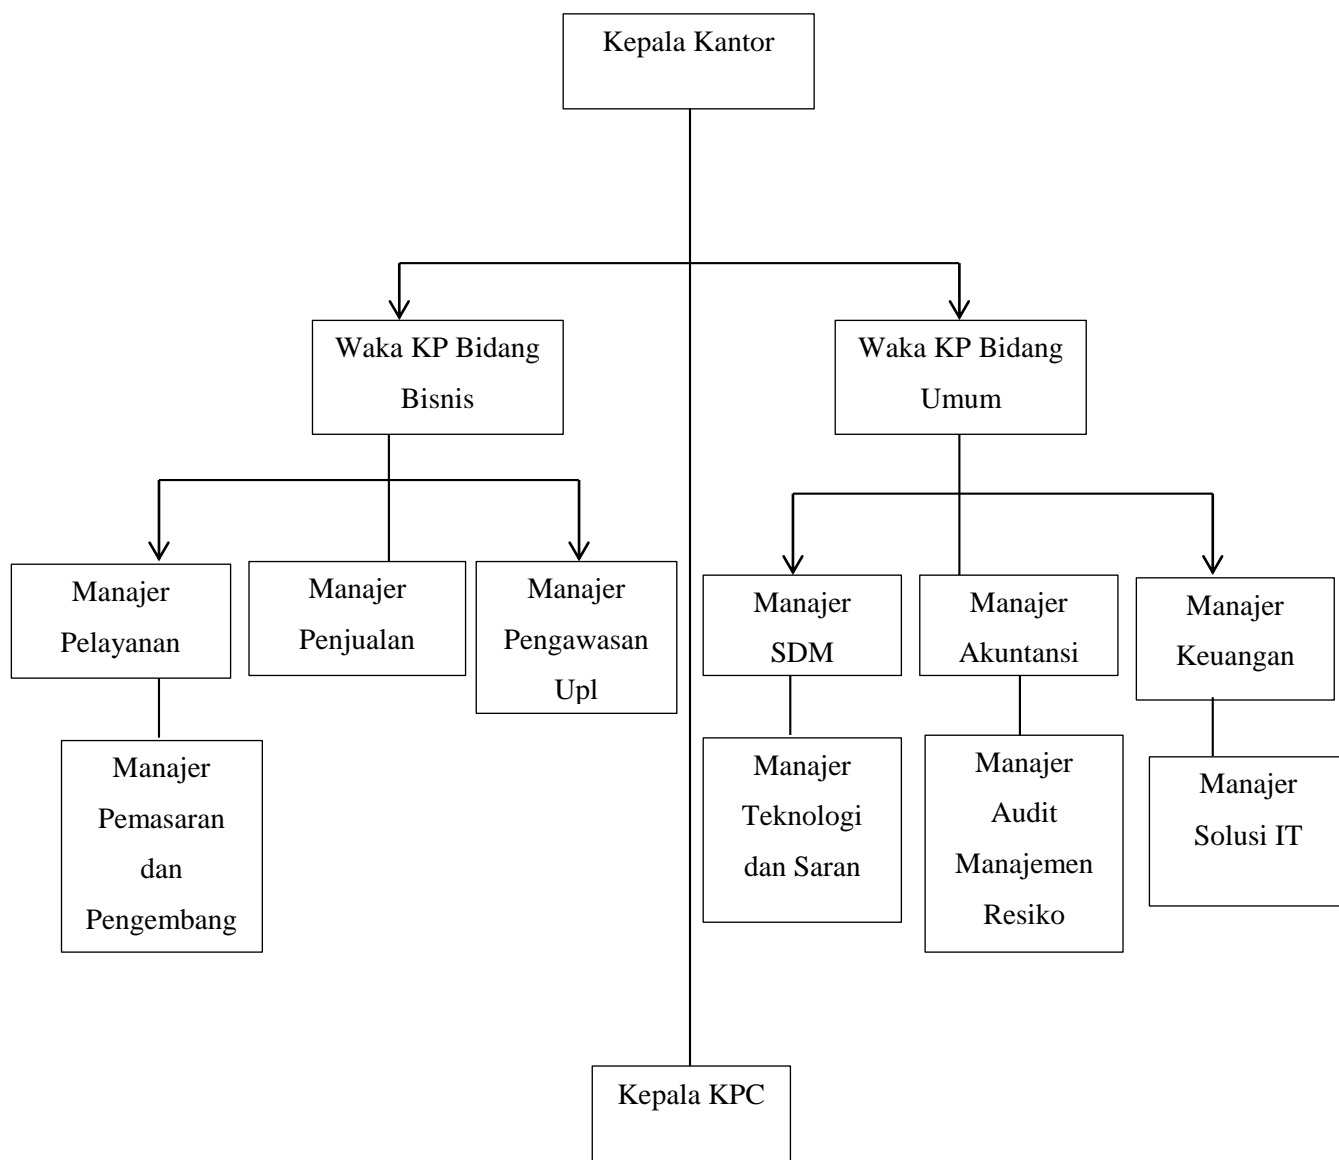 Kepala Kantor
Waka KP Bidang
Bisnis
Waka KP Bidang
Umum
Manajer
Pelayanan
Manajer
Penjualan
Manajer
Pengawasan
Upl
Manajer
SDM
Manajer
Akuntansi
Manajer
Keuangan
Manajer
Pemasaran
dan
Pengembang
Manajer
Teknologi
dan Saran
Manajer
Audit
Manajemen
Resiko
Manajer
Solusi IT
Kepala KPC